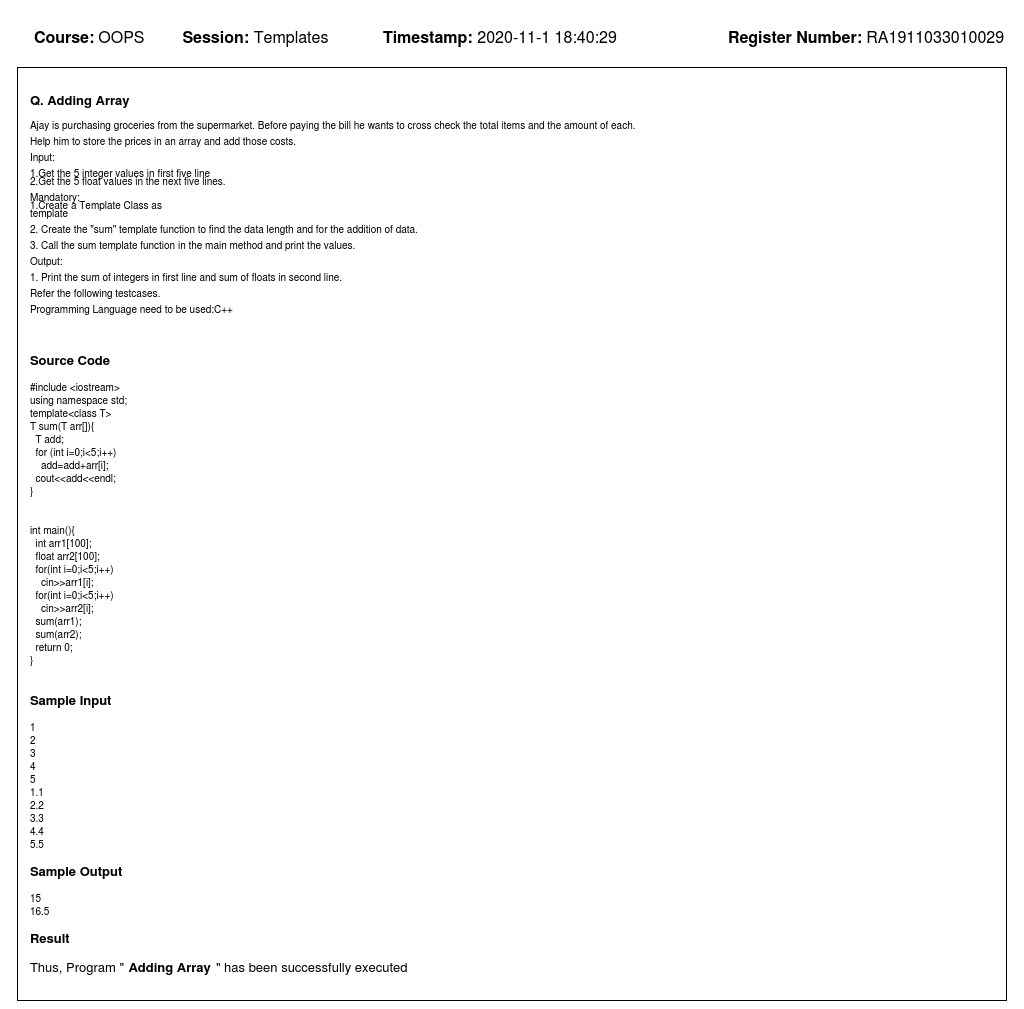 Course: OOPS Session: Templates Timestamp: 2020-11-1 18:40:29 Register Number: RA1911033010029
Q. Adding Array
Ajay is purchasing groceries from the supermarket. Before paying the bill he wants to cross check the total items and the amount of each.
Help him to store the prices in an array and add those costs.
Input:
1.Get the 5 integer values in first five line
2.Get the 5 float values in the next five lines.
Mandatory:
1.Create a Template Class as
template
2. Create the "sum" template function to find the data length and for the addition of data.
3. Call the sum template function in the main method and print the values.
Output:
1. Print the sum of integers in first line and sum of floats in second line.
Refer the following testcases.
Programming Language need to be used:C++
Source Code
#include <iostream>
using namespace std;
template<class T>
T sum(T arr[]){
  T add;
  for (int i=0;i<5;i++)
    add=add+arr[i];
  cout<<add<<endl;
}
int main(){
  int arr1[100];
  float arr2[100];
  for(int i=0;i<5;i++)
    cin>>arr1[i];
  for(int i=0;i<5;i++)
    cin>>arr2[i];
  sum(arr1);
  sum(arr2);
  return 0;
}
Sample Input
1
2
3
4
5
1.1
2.2
3.3
4.4
5.5
Sample Output
15
16.5
Result
Thus, Program " Adding Array " has been successfully executed